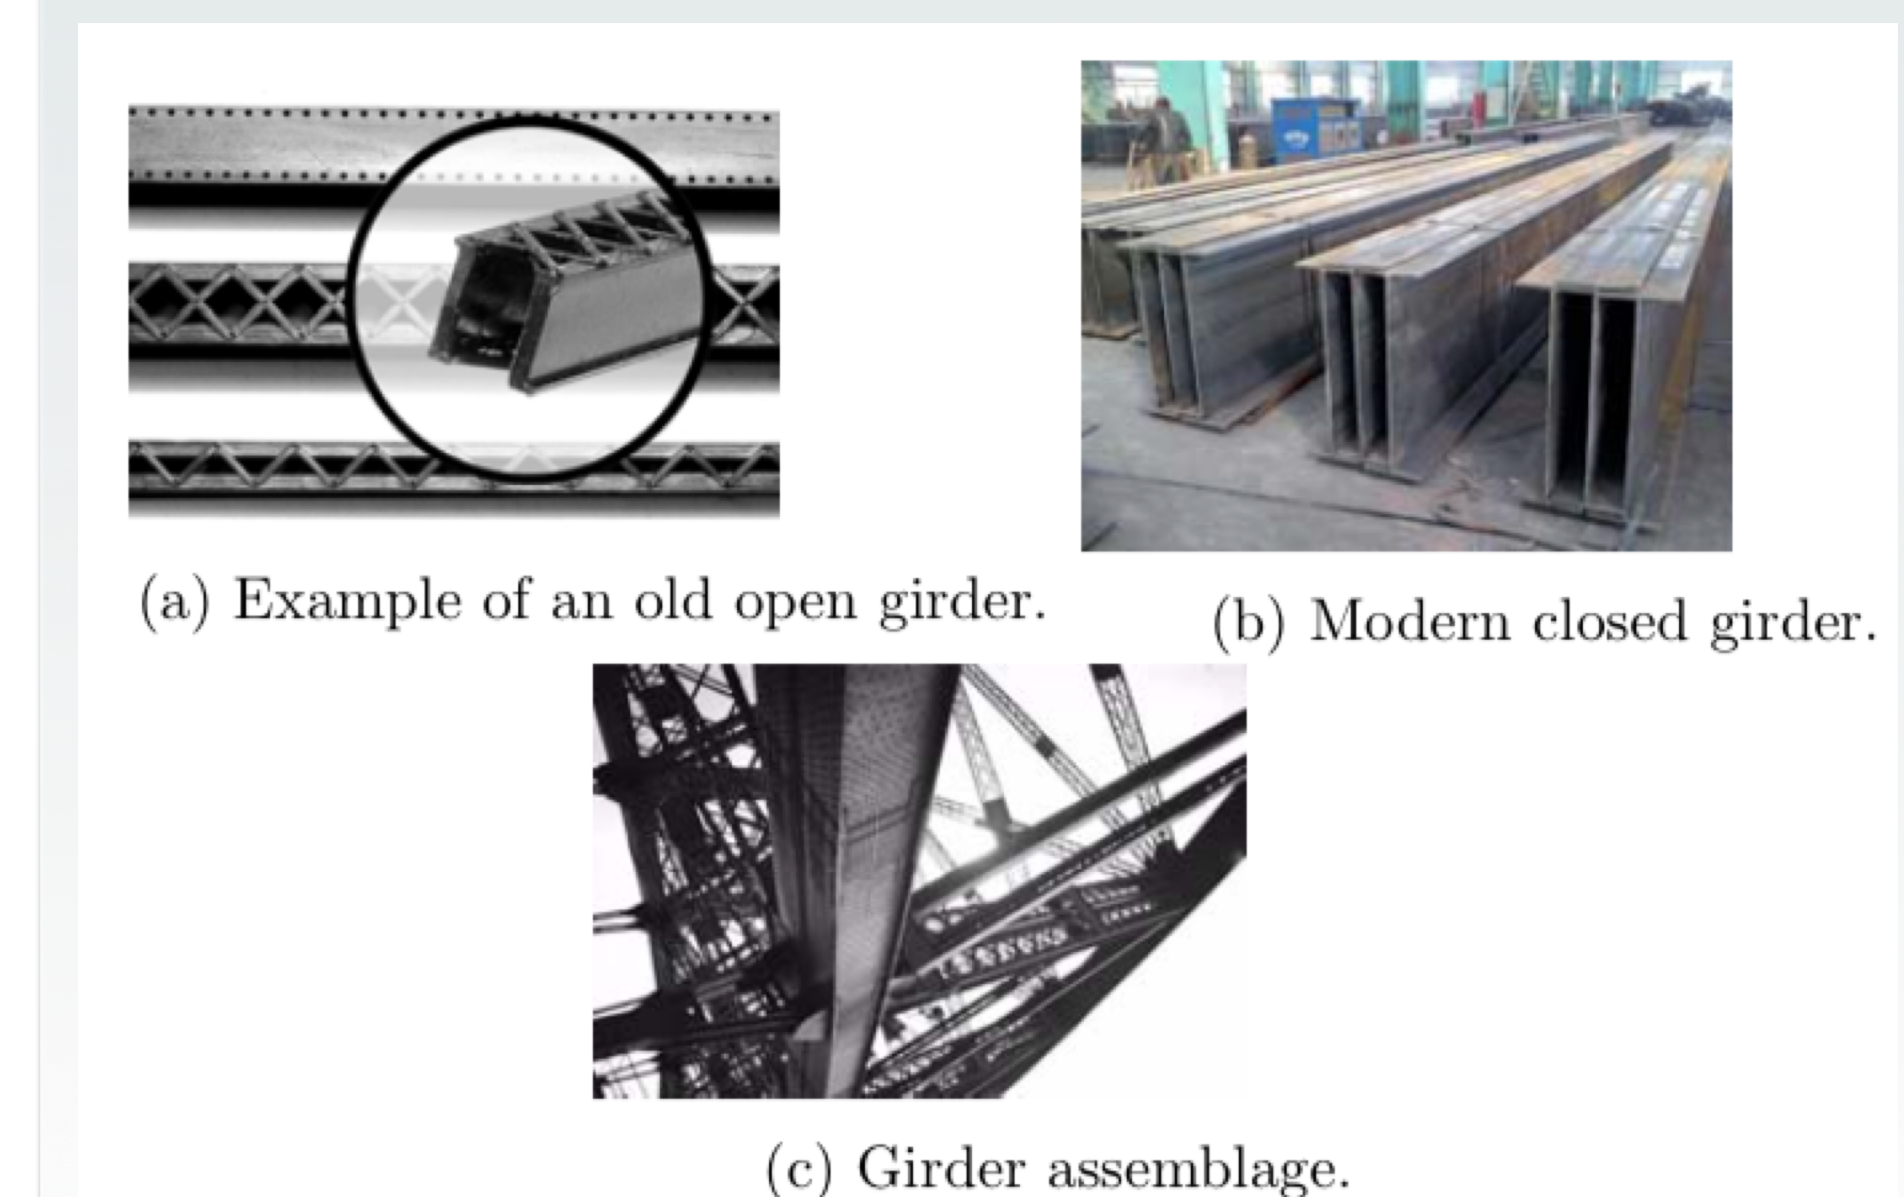 (a) Example of an old open girder.
(b) Modern closed girder.
(c) Girder assemblage.